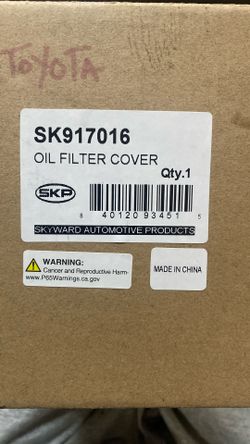 TOYOTA
SK917016
OIL FILTER COVER
Qty.1
SKP
8 40120 93451 5
SKYWARD AUTOMOTIVE PRODUCTS
WARNING:
Cancer and Reproductive Harm-
www.P65Warnings.ca.gov
MADE IN CHINA